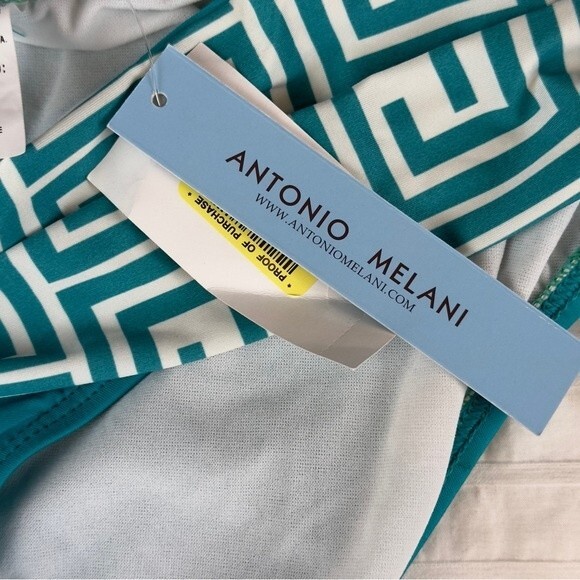 A.
):
E
PROOF OF
PURCHASE
ANTONIO MELANI
WWW.ANTONIOMELANI.COM